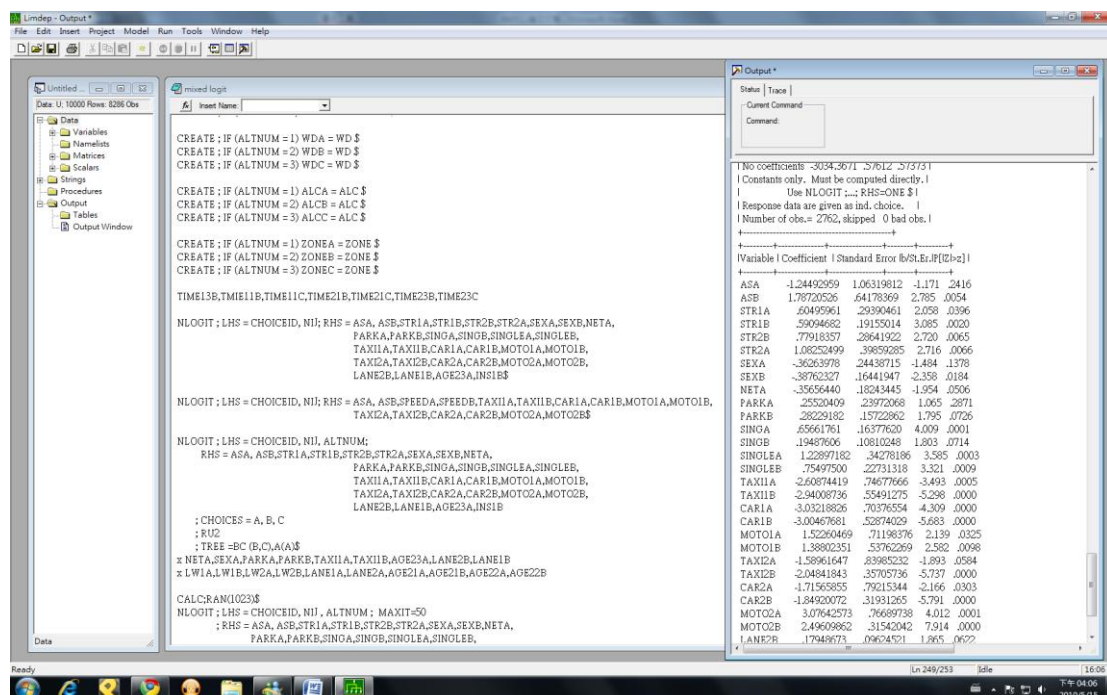 Limdep - Output *
File Edit Insert Project Model Run Tools Window Help
Untitled ...
Data: U; 10000 Rows: 8286 Obs
Data
Variables
Namelists
Matrices
Scalars
Strings
Procedures
Output
Tables
Output Window
Data
mixed logit
fx Insert Name:
CREATE ; IF (ALTNUM = 1) WDA = WD $
CREATE ; IF (ALTNUM = 2) WDB = WD $
CREATE ; IF (ALTNUM = 3) WDC = WD $
CREATE ; IF (ALTNUM = 1) ALCA = ALC $
CREATE ; IF (ALTNUM = 2) ALCB = ALC $
CREATE ; IF (ALTNUM = 3) ALCC = ALC $
CREATE ; IF (ALTNUM = 1) ZONEA = ZONE $
CREATE ; IF (ALTNUM = 2) ZONEB = ZONE $
CREATE ; IF (ALTNUM = 3) ZONEC = ZONE $
TIME13B,TMIE11B,TIME11C,TIME21B,TIME21C,TIME23B,TIME23C
NLOGIT ; LHS = CHOICEID, NIJ; RHS = ASA, ASB,STR1A,STR1B,STR2B,STR2A,SEXA,SEXB,NETA,
PARKA,PARKB,SINGA,SINGB,SINGLEA,SINGLEB,
TAXI1A,TAXI1B,CAR1A,CAR1B,MOTO1A,MOTO1B,
TAXI2A,TAXI2B,CAR2A,CAR2B,MOTO2A,MOTO2B,
LANE2B,LANE1B,AGE23A,INS1B$
NLOGIT ; LHS = CHOICEID, NIJ; RHS = ASA, ASB,SPEEDA,SPEEDB,TAXI1A,TAXI1B,CAR1A,CAR1B,MOTO1A,MOTO1B,
TAXI2A,TAXI2B,CAR2A,CAR2B,MOTO2A,MOTO2B$
NLOGIT ; LHS = CHOICEID, NIJ, ALTNUM;
RHS = ASA, ASB,STR1A,STR1B,STR2B,STR2A,SEXA,SEXB,NETA,
PARKA,PARKB,SINGA,SINGB,SINGLEA,SINGLEB,
TAXI1A,TAXI1B,CAR1A,CAR1B,MOTO1A,MOTO1B,
TAXI2A,TAXI2B,CAR2A,CAR2B,MOTO2A,MOTO2B,
LANE2B,LANE1B,AGE23A,INS1B
; CHOICES = A, B, C
; RU2
; TREE =BC (B,C),A(A)$
x NETA,SEXA,PARKA,PARKB,TAXI1A,TAXI1B,AGE23A,LANE2B,LANE1B
x LW1A,LW1B,LW2A,LW2B,LANE1A,LANE2A,AGE21A,AGE21B,AGE22A,AGE22B
CALC;RAN(1023)$
NLOGIT ; LHS = CHOICEID, NIJ , ALTNUM ; MAXIT=50
; RHS = ASA, ASB,STR1A,STR1B,STR2B,STR2A,SEXA,SEXB,NETA,
PARKA,PARKB,SINGA,SINGB,SINGLEA,SINGLEB,
Output *
Status Trace
Current Command
Command:
| No coefficients -3034.3671 .57612 .57373 |
| Constants only. Must be computed directly. |
| Use NLOGIT ;...; RHS=ONE $ |
| Response data are given as ind. choice. |
| Number of obs.= 2762, skipped 0 bad obs. |
+---------------------------------------------+
+---------+--------------+----------------+--------+---------+
|Variable | Coefficient | Standard Error |b/St.Er.|P[|Z|>z] |
+---------+--------------+----------------+--------+---------+
ASA -1.24492959 1.06319812 -1.171 .2416
ASB 1.78720526 .64178369 2.785 .0054
STR1A .60495961 .29390461 2.058 .0396
STR1B .59094682 .19155014 3.085 .0020
STR2B .77918357 .28641922 2.720 .0065
STR2A 1.08252499 .39859285 2.716 .0066
SEXA -.36263978 .24438715 -1.484 .1378
SEXB -.38762327 .16441947 -2.358 .0184
NETA -.35656440 .18243445 -1.954 .0506
PARKA .25520409 .23972068 1.065 .2871
PARKB .28229182 .15722862 1.795 .0726
SINGA .65661761 .16377620 4.009 .0001
SINGB .19487606 .10810248 1.803 .0714
SINGLEA 1.22897182 .34278186 3.585 .0003
SINGLEB .75497500 .22731318 3.321 .0009
TAXI1A -2.60874419 .74677666 -3.493 .0005
TAXI1B -2.94008736 .55491275 -5.298 .0000
CAR1A -3.03218826 .70376554 -4.309 .0000
CAR1B -3.00467681 .52874029 -5.683 .0000
MOTO1A 1.52260469 .71198376 2.139 .0325
MOTO1B 1.38802351 .53762269 2.582 .0098
TAXI2A -1.58961647 .83985232 -1.893 .0584
TAXI2B -2.04841843 .35705736 -5.737 .0000
CAR2A -1.71565855 .79215344 -2.166 .0303
CAR2B -1.84920072 .31931265 -5.791 .0000
MOTO2A 3.07642573 .76689738 4.012 .0001
MOTO2B 2.49609862 .31542042 7.914 .0000
LANE2B .17948673 .09624521 1.865 .0622
Ready
Ln 249/253 Idle 16:06
下午 04:06